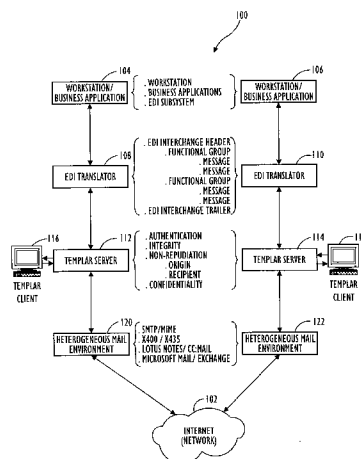 100
104
106
WORKSTATION/
BUSINESS APPLICATION
. WORKSTATION
. BUSINESS APPLICATIONS
. EDI SUBSYSTEM
WORKSTATION/
BUSINESS APPLICATION
108
110
EDI TRANSLATOR
. EDI INTERCHANGE HEADER
. FUNCTIONAL GROUP
. MESSAGE
. MESSAGE
. FUNCTIONAL GROUP
. MESSAGE
. MESSAGE
. EDI INTERCHANGE TRAILER
EDI TRANSLATOR
116
112
114
11
TEMPLAR SERVER
. AUTHENTICATION
. INTEGRITY
. NON-REPUDIATION
. ORIGIN
. RECIPIENT
. CONFIDENTIALITY
TEMPLAR SERVER
TEMPLAR
CLIENT
TEMPLAR
CLIENT
120
122
HETEROGENEOUS MAIL
ENVIRONMENT
. SMTP/MIME
. X400 / X435
. LOTUS NOTES/ CC:MAIL
. MICROSOFT MAIL/ EXCHANGE
HETEROGENEOUS MAIL
ENVIRONMENT
102
INTERNET
(NETWORK)